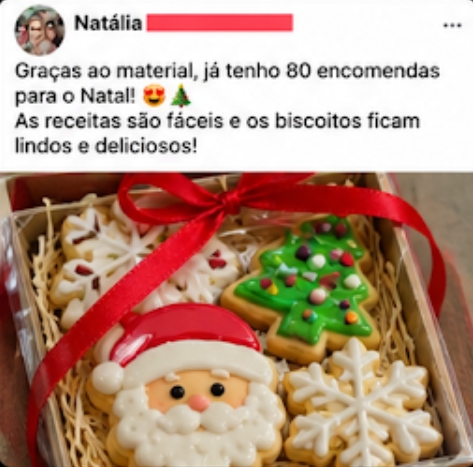 Natália
Graças ao material, já tenho 80 encomendas
para o Natal! 😍🎄
As receitas são fáceis e os biscoitos ficam
lindos e deliciosos!